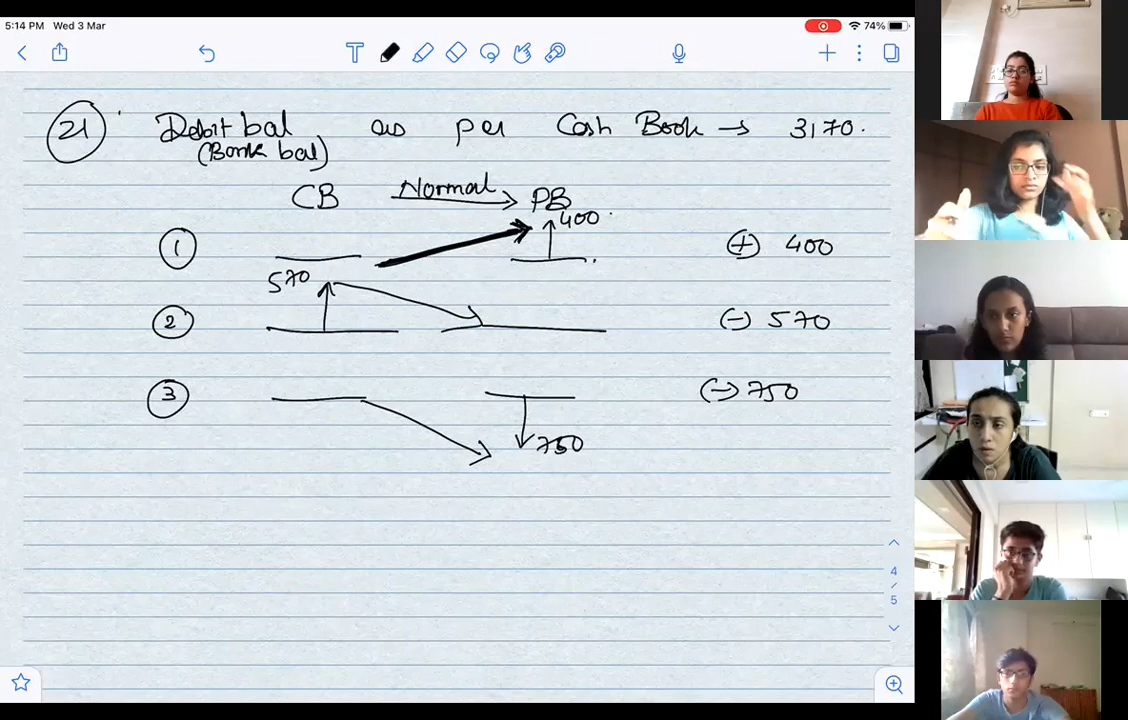 5:14 PM Wed 3 Mar
74%
T
21 Debit bal as per Cash Book → 3170.
(Bank bal)
CB Normal PB
400
1 (+) 400
570
2 (-) 570
3 (-) 750
750
4
/
5